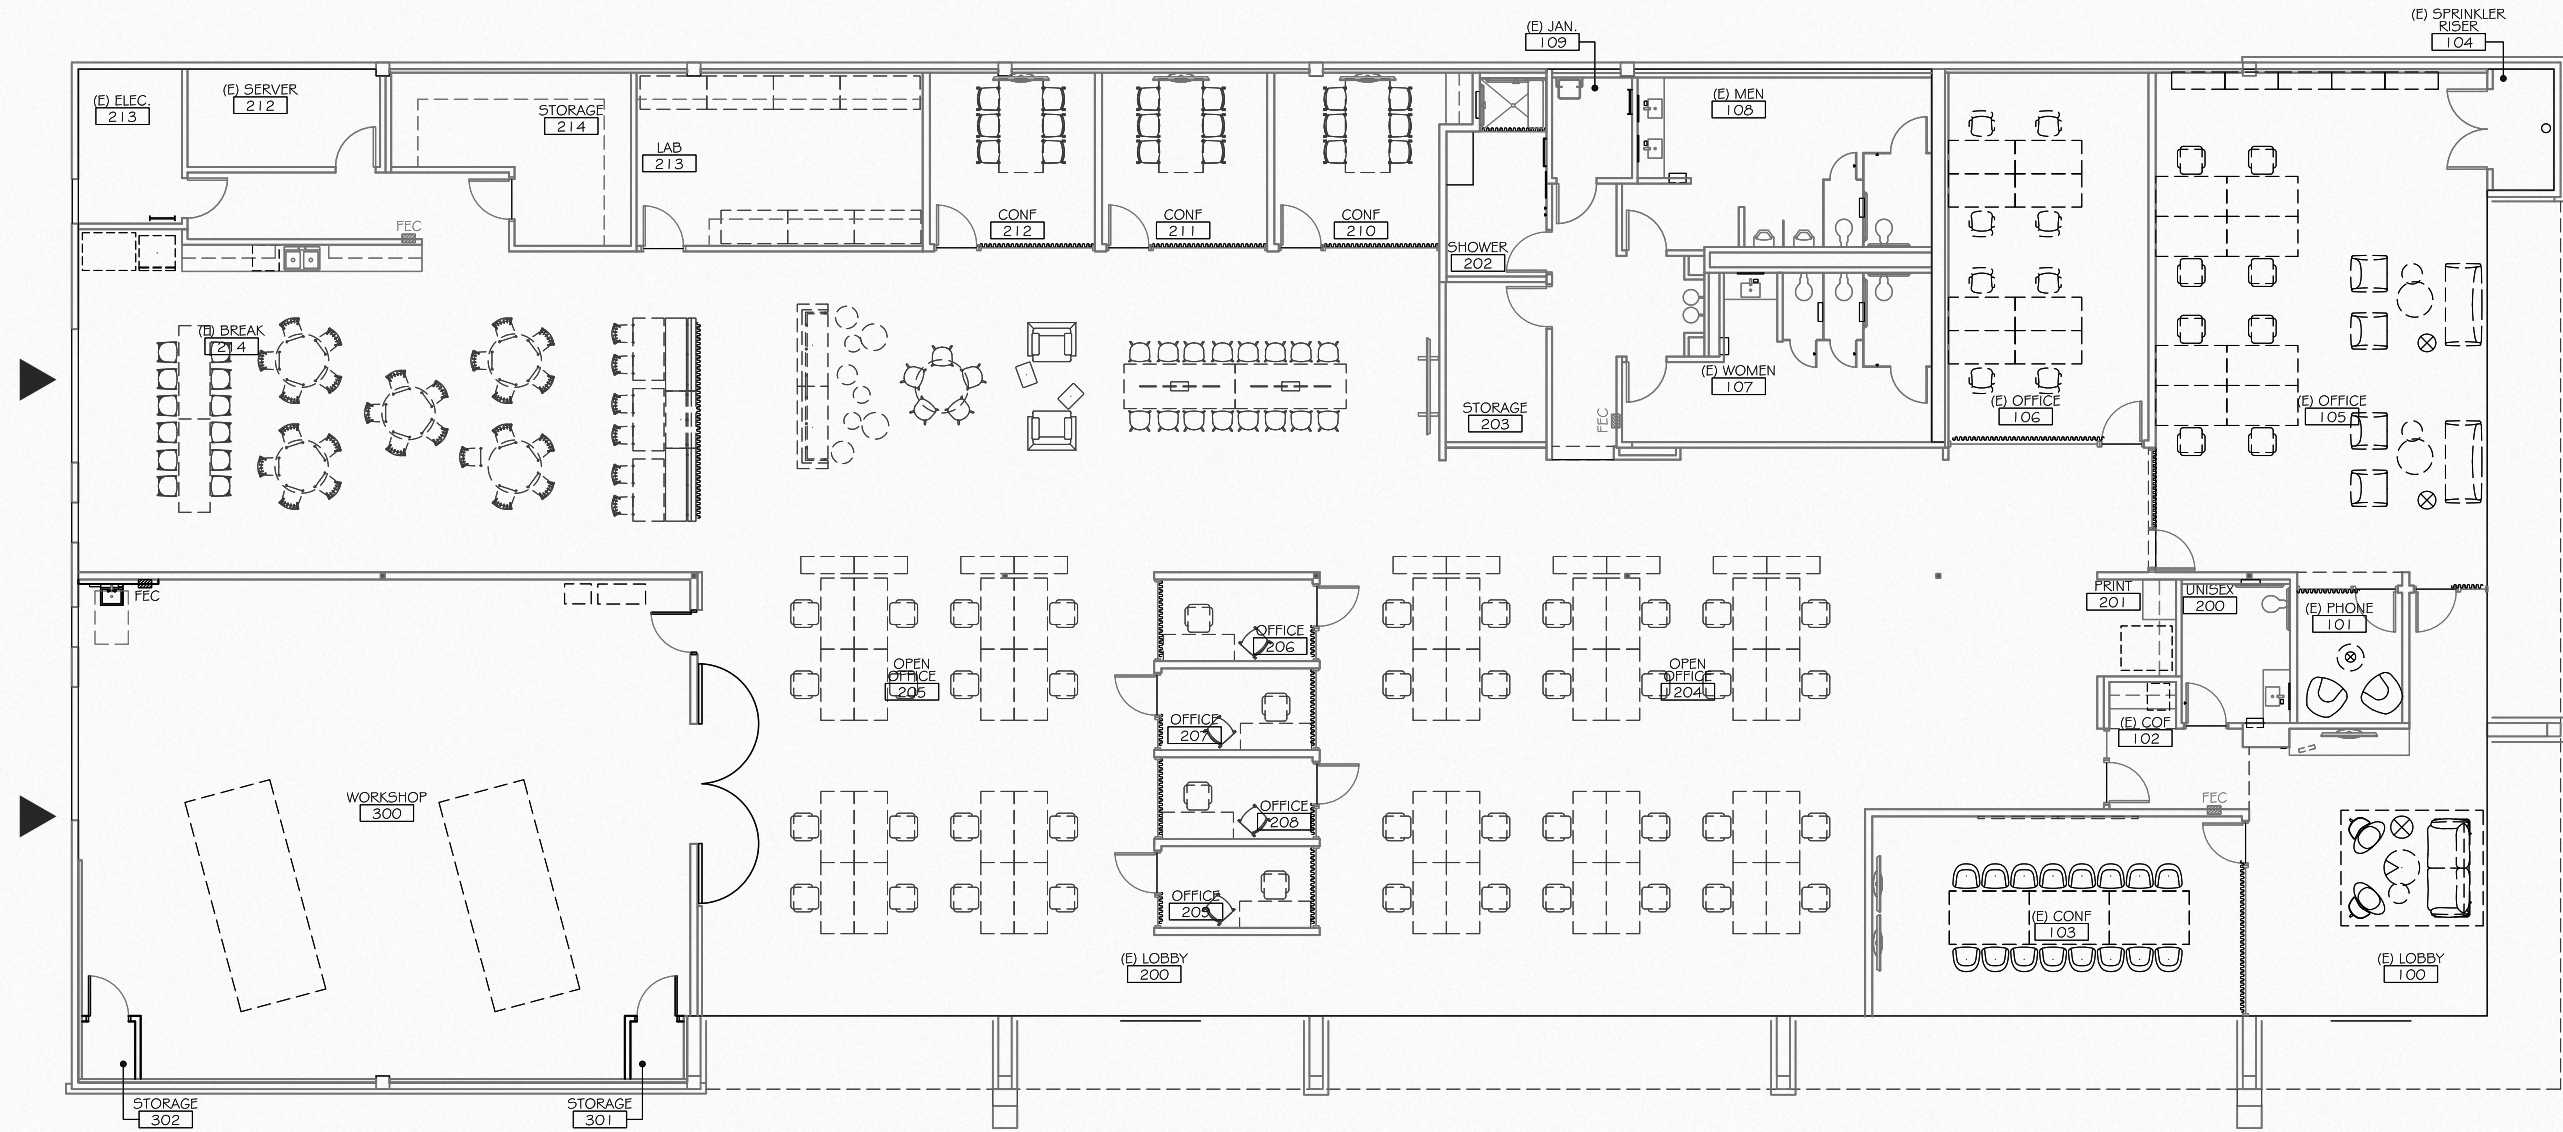 (E) JAN.
109
(E) SPRINKLER
RISER
104
(E) ELEC.
213
(E) SERVER
212
STORAGE
214
LAB
213
CONF
212
CONF
211
CONF
210
(E) MEN
108
FEC
SHOWER
202
(E) BREAK
214
STORAGE
203
FEC
(E) WOMEN
107
(E) OFFICE
106
(E) OFFICE
105
FEC
PRINT
201
UNISEX
200
(E) PHONE
101
OFFICE
206
OPEN
OFFICE
205
OPEN
OFFICE
204
OFFICE
207
(E) COF
102
WORKSHOP
300
OFFICE
208
FEC
OFFICE
209
(E) CONF
103
(E) LOBBY
200
(E) LOBBY
100
STORAGE
302
STORAGE
301